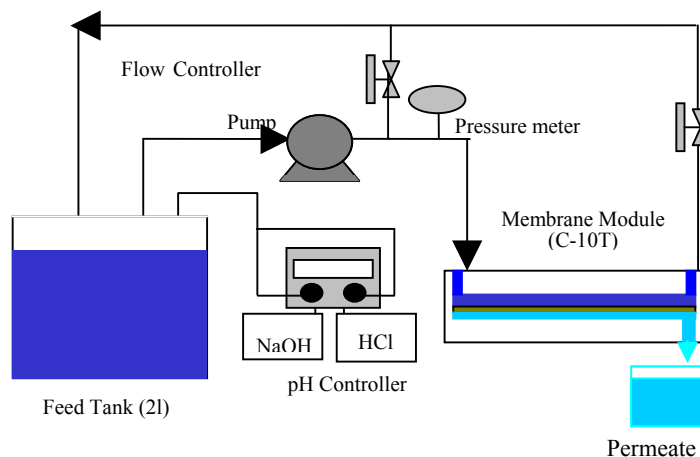 Flow Controller
Pump
Pressure meter
Membrane Module
(C-10T)
NaOH
HCl
pH Controller
Feed Tank (2l)
Permeate